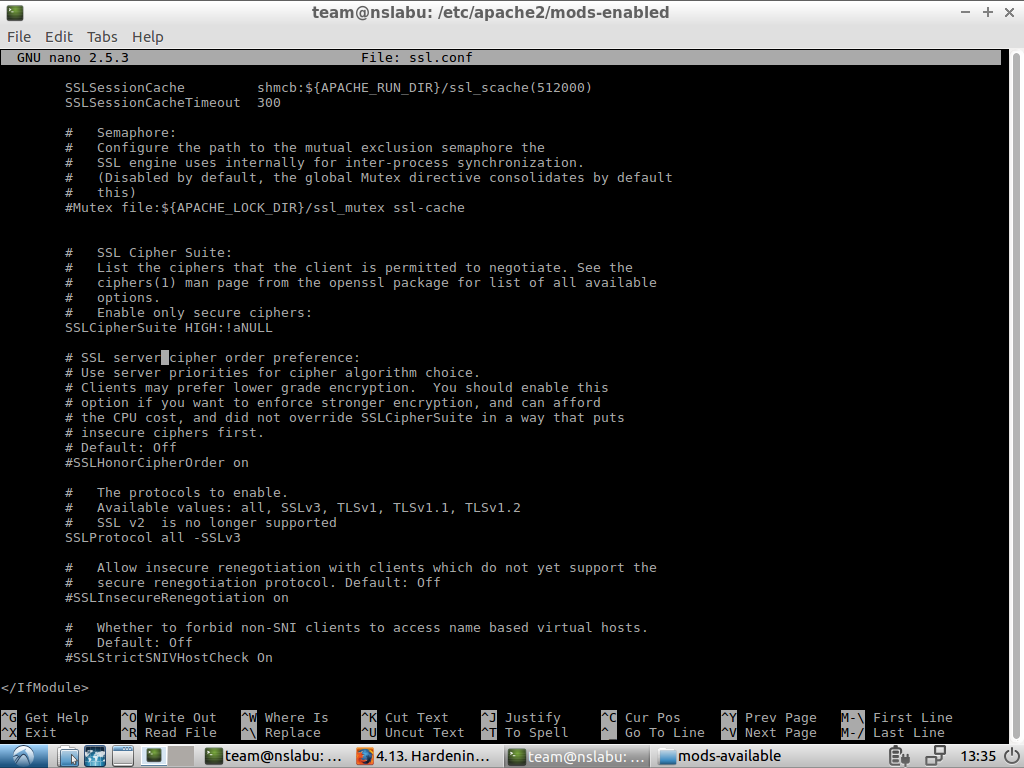 team@nslabu: /etc/apache2/mods-enabled
File Edit Tabs Help
GNU nano 2.5.3 File: ssl.conf
SSLSessionCache shmcb:${APACHE_RUN_DIR}/ssl_scache(512000)
SSLSessionCacheTimeout 300
# Semaphore:
# Configure the path to the mutual exclusion semaphore the
# SSL engine uses internally for inter-process synchronization.
# (Disabled by default, the global Mutex directive consolidates by default
# this)
#Mutex file:${APACHE_LOCK_DIR}/ssl_mutex ssl-cache
# SSL Cipher Suite:
# List the ciphers that the client is permitted to negotiate. See the
# ciphers(1) man page from the openssl package for list of all available
# options.
# Enable only secure ciphers:
SSLCipherSuite HIGH:!aNULL
# SSL server cipher order preference:
# Use server priorities for cipher algorithm choice.
# Clients may prefer lower grade encryption. You should enable this
# option if you want to enforce stronger encryption, and can afford
# the CPU cost, and did not override SSLCipherSuite in a way that puts
# insecure ciphers first.
# Default: Off
#SSLHonorCipherOrder on
# The protocols to enable.
# Available values: all, SSLv3, TLSv1, TLSv1.1, TLSv1.2
# SSL v2 is no longer supported
SSLProtocol all -SSLv3
# Allow insecure renegotiation with clients which do not yet support the
# secure renegotiation protocol. Default: Off
#SSLInsecureRenegotiation on
# Whether to forbid non-SNI clients to access name based virtual hosts.
# Default: Off
#SSLStrictSNIVHostCheck On
</IfModule>
^G Get Help ^O Write Out ^W Where Is ^K Cut Text ^J Justify ^C Cur Pos ^Y Prev Page M-\ First Line
^X Exit ^R Read File ^\ Replace ^U Uncut Text ^T To Spell ^_ Go To Line ^V Next Page M-/ Last Line
team@nslabu: ... 4.13. Hardenin... team@nslabu: ... mods-available 13:35